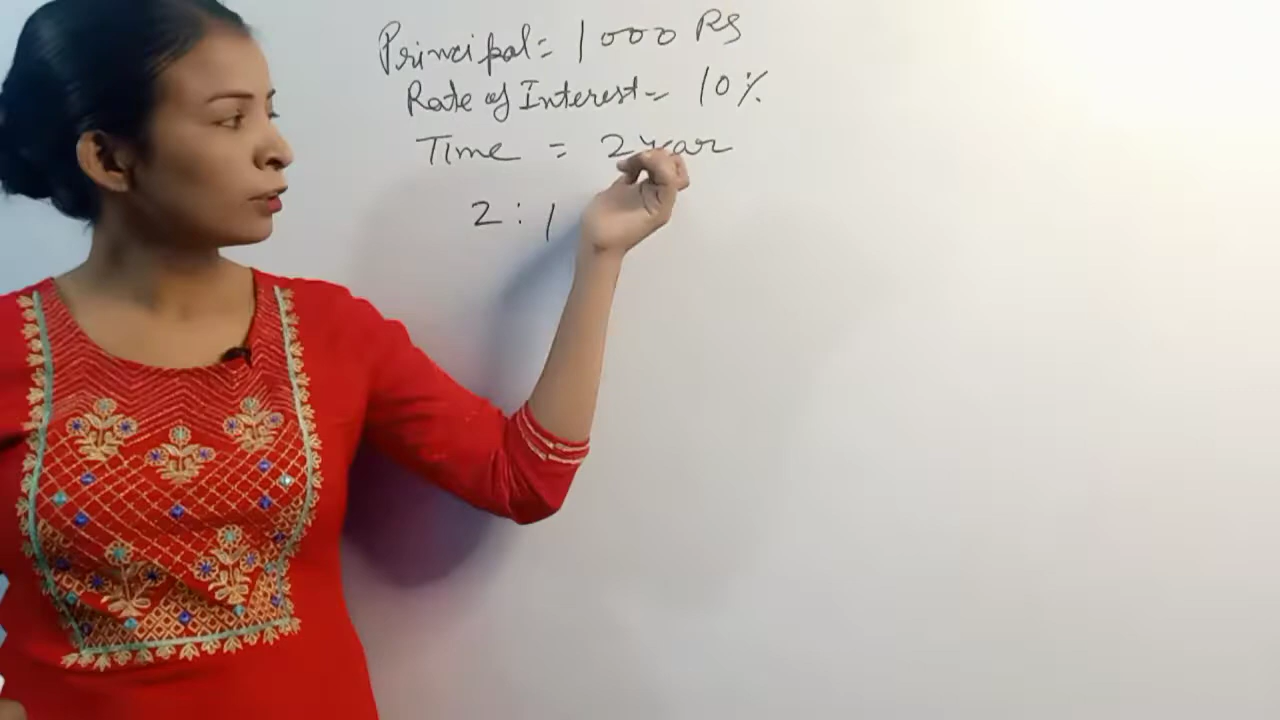 Principal = 1000 RS
Rate of Interest = 10%
Time = 2 year
2 : 1